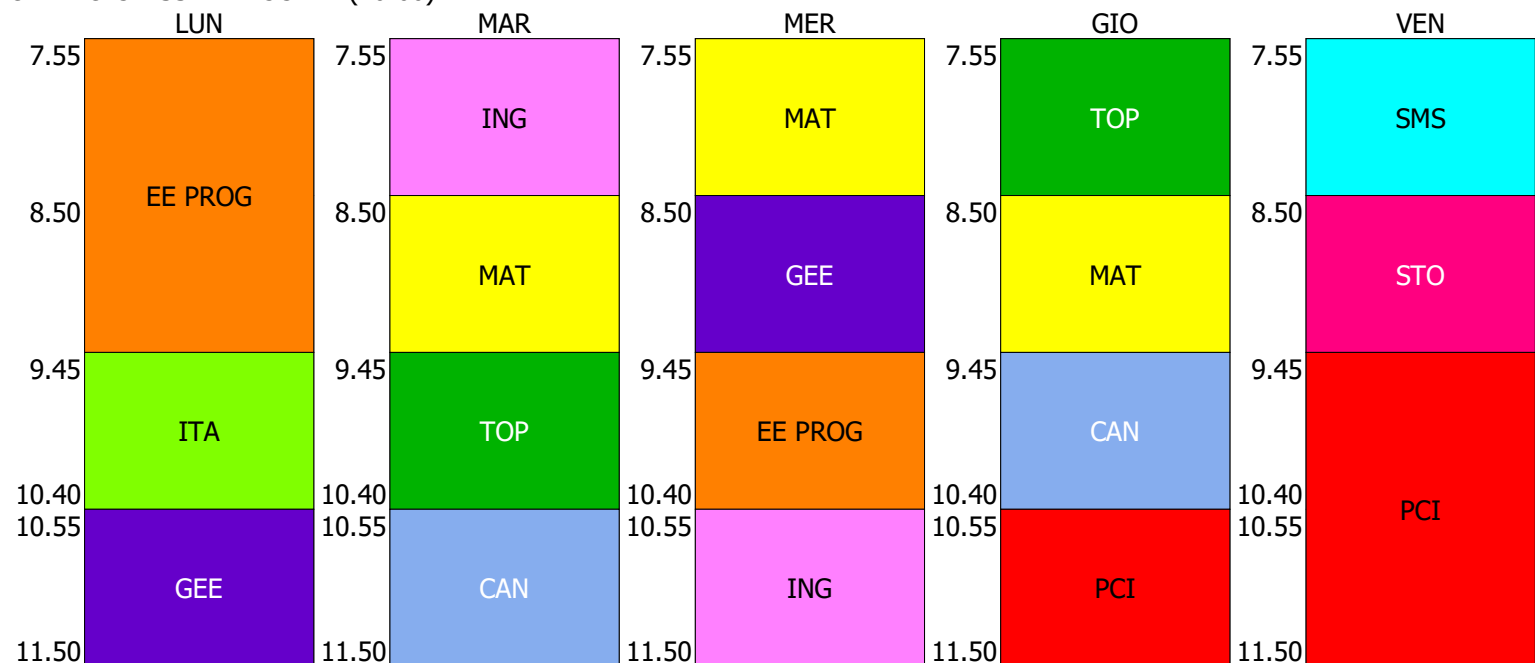 LUN MAR MER GIO VEN
7.55 7.55 7.55 7.55 7.55
ING MAT TOP SMS
EE PROG
8.50 8.50 8.50 8.50 8.50
MAT GEE MAT STO
9.45 9.45 9.45 9.45 9.45
ITA TOP EE PROG CAN
10.40 10.40 10.40 10.40 10.40
PCI
10.55 10.55 10.55 10.55 10.55
GEE CAN ING PCI
11.50 11.50 11.50 11.50 11.50